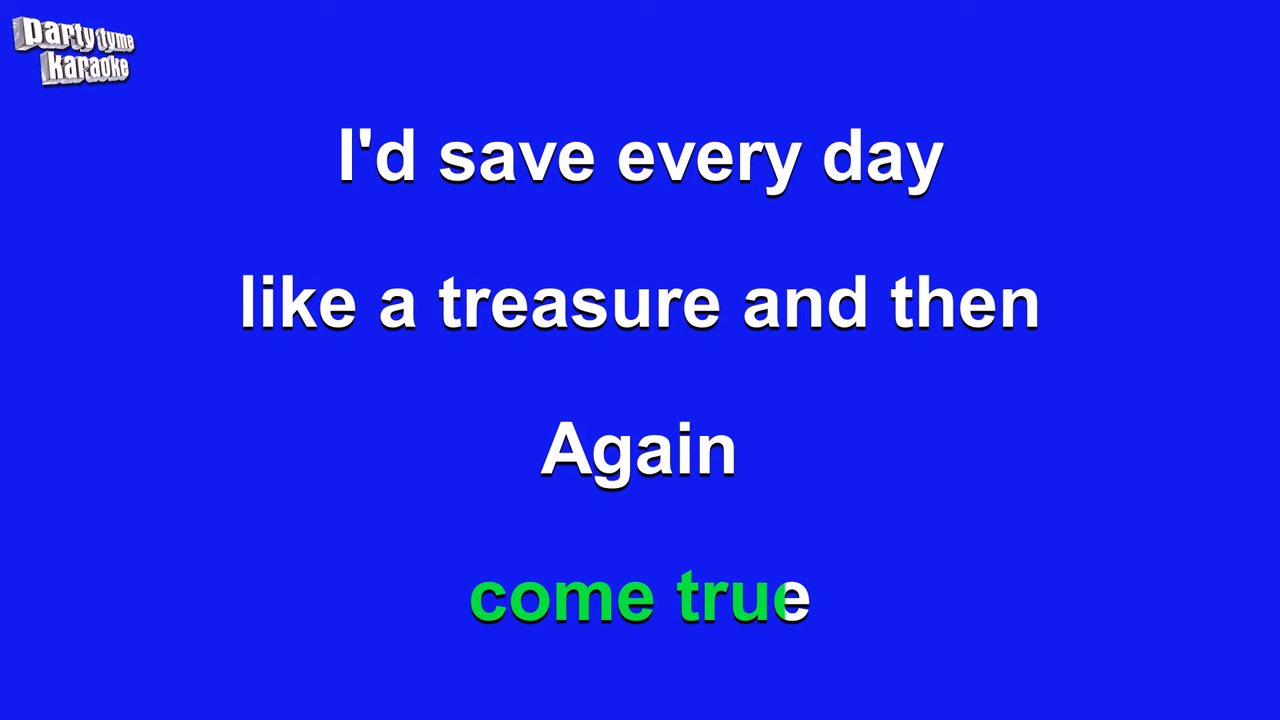 party tyme
karaoke
I'd save every day
like a treasure and then
Again
come true